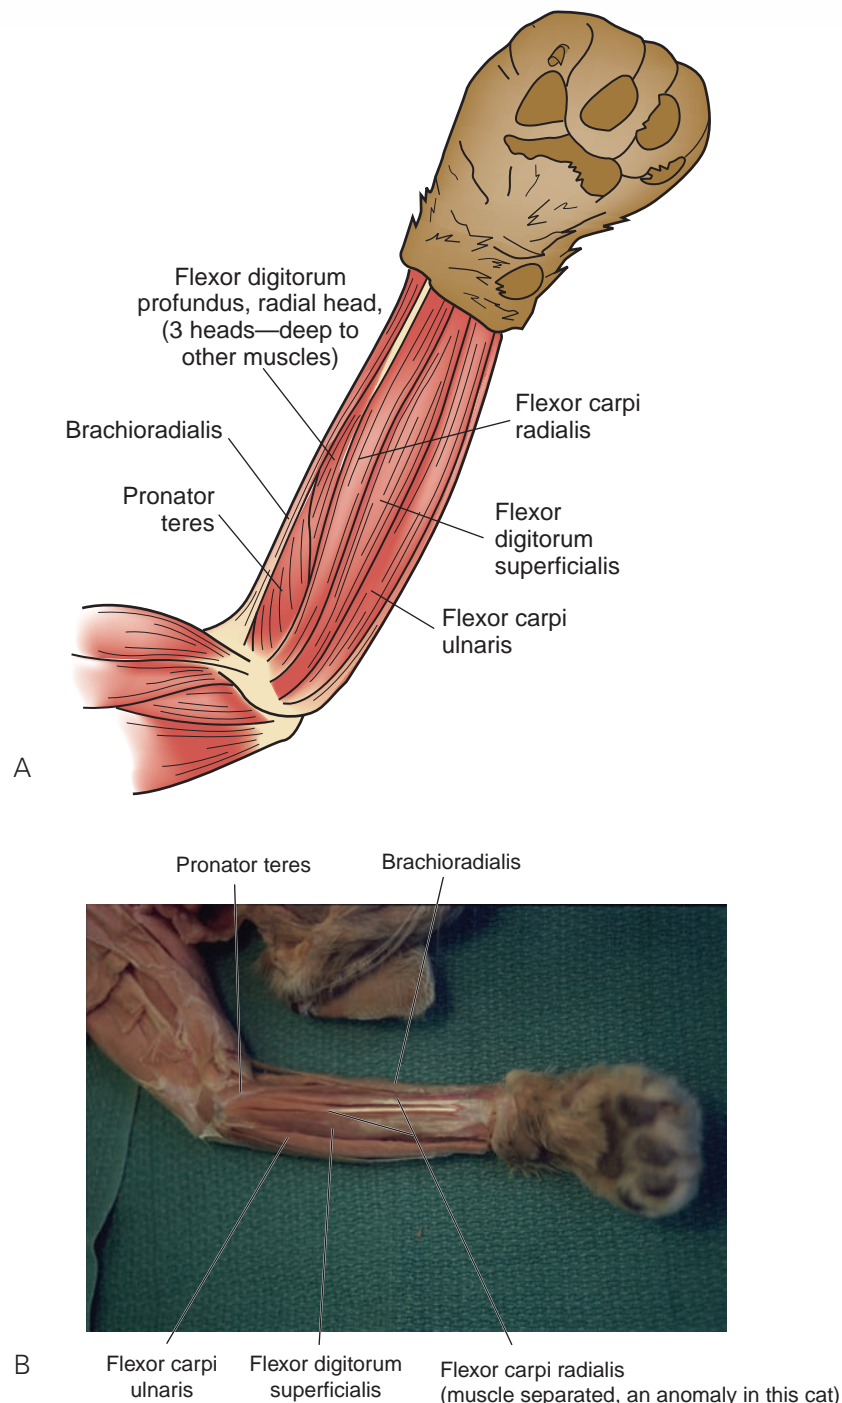 Flexor digitorum
profundus, radial head,
(3 heads—deep to
other muscles)
Brachioradialis
Flexor carpi
radialis
Pronator
teres
Flexor
digitorum
superficialis
Flexor carpi
ulnaris
A
Pronator teres
Brachioradialis
B
Flexor carpi
ulnaris
Flexor digitorum
superficialis
Flexor carpi radialis
(muscle separated, an anomaly in this cat)